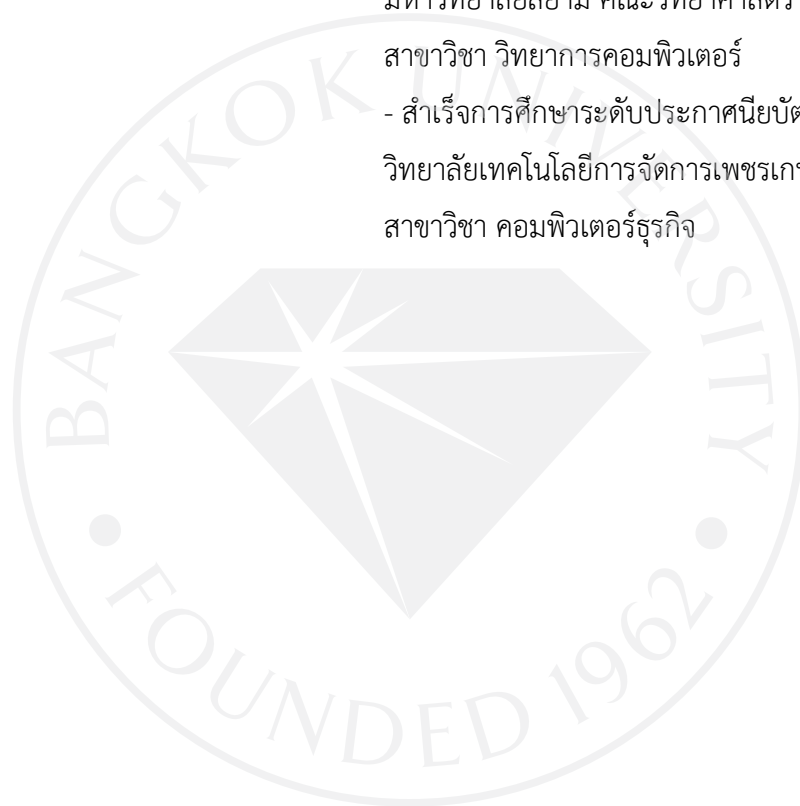 สาขาวิชา วิทยาการคอมพิวเตอร์
- สำเร็จการศึกษาระดับประกาศนียบัต
วิทยาลัยเทคโนโลยีการจัดการเพชรเก
สาขาวิชา คอมพิวเตอร์ธุรกิจ
BANGKOK UNIVERSITY
FOUNDED 1962